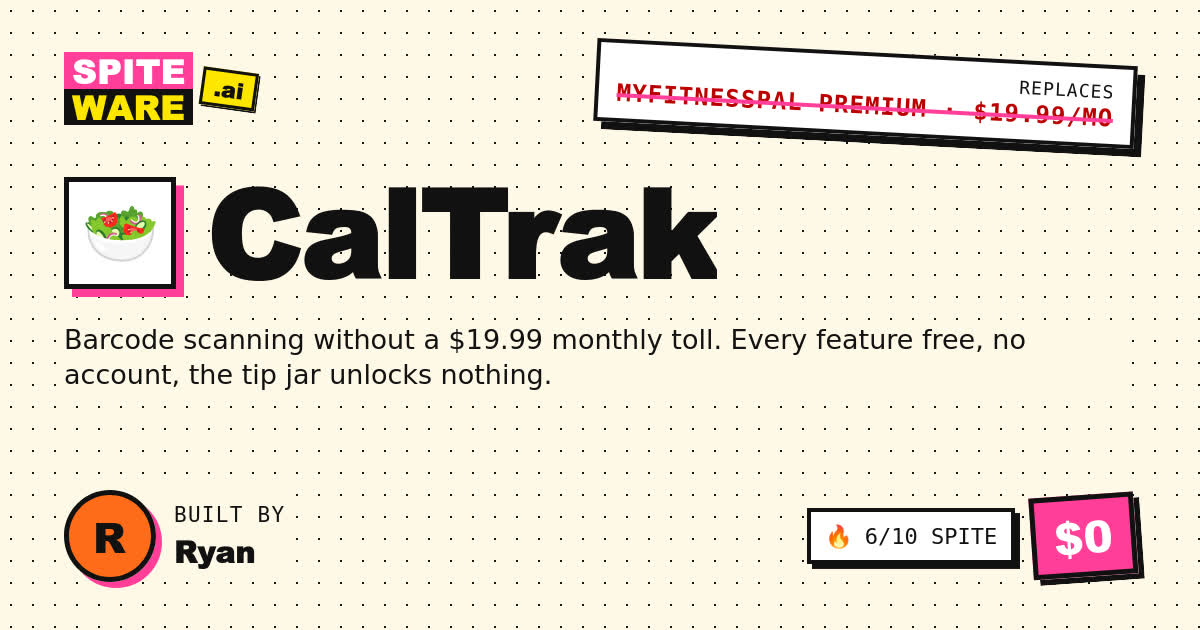 SPITE
WARE
.ai
REPLACES
MYFITNESSPAL PREMIUM · $19.99/MO
CalTrak
Barcode scanning without a $19.99 monthly toll. Every feature free, no
account, the tip jar unlocks nothing.
R
BUILT BY
Ryan
🔥 6/10 SPITE
$0